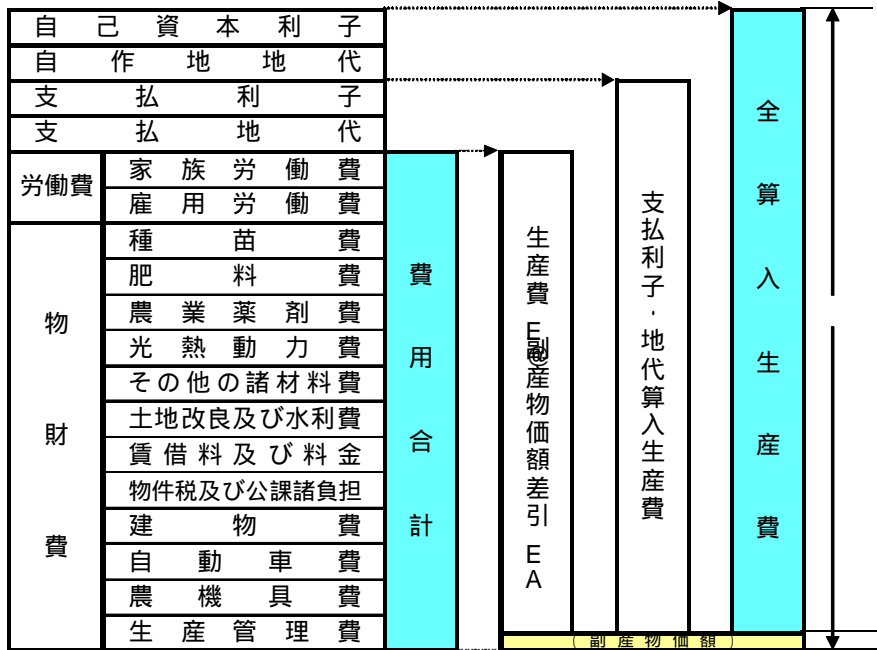 自己資本利子
自作地地代
支払利子
支払地代
労働費
家族労働費
雇用労働費
物財費
種苗費
肥料費
農業薬剤費
光熱動力費
その他の諸材料費
土地改良及び水利費
賃借料及び料金
物件税及び公課諸負担
建物費
自動車費
農機具費
生産管理費
費用合計
生産費
副産物価額差引
支払利子・地代算入生産費
全算入生産費
(副産物価額)